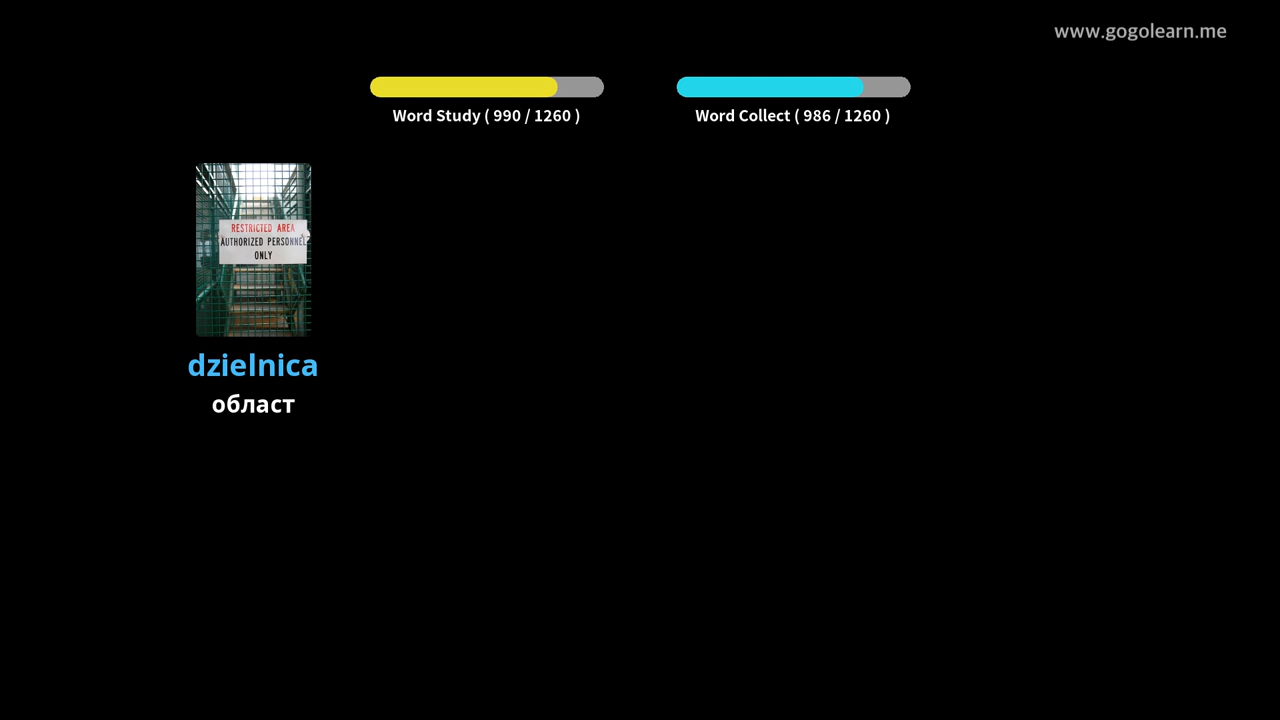 www.gogolearn.me
Word Study ( 990 / 1260 )
Word Collect ( 986 / 1260 )
RESTRICTED AREA
AUTHORIZED PERSONNEL
ONLY
dzielnica
област